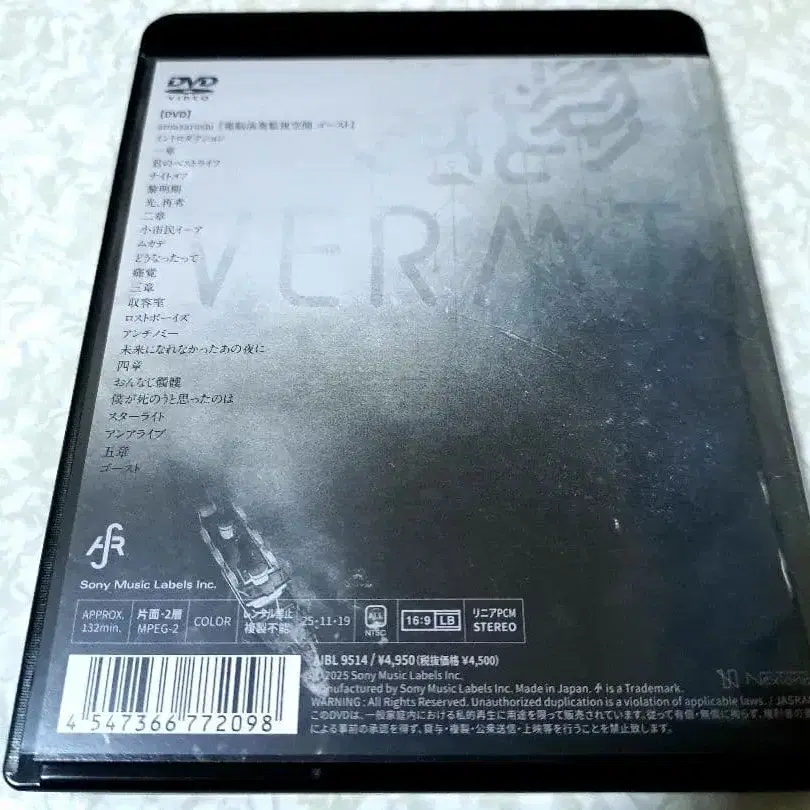 DVD
VIDEO
【DVD】
amazarashi 『電動演奏監視空間 ゴースト』
イントロダクション
一章
君のベストライフ
ナイトオフ
黎明期
光、再考
二章
小市民イーア
ムカデ
どうなったって
痛覚
三章
収容室
ロストボーイズ
アンチノミー
未来になれなかったあの夜に
四章
おんなじ髑髏
僕が死のうと思ったのは
スターライト
アンアライブ
五章
ゴースト
VERMT
Sony Music Labels Inc.
APPROX.
132min.
片面・2層
MPEG-2
COLOR
レンタル禁止
複製不能
25-11-19
ALL
NTSC
16:9 LB
リニアPCM
STEREO
AIBL 9514 / ¥4,950(税抜価格 ¥4,500)
2025 Sony Music Labels Inc.
Manufactured by Sony Music Labels Inc. Made in Japan. is a Trademark.
WARNING : All Rights Reserved. Unauthorized duplication is a violation of applicable laws. / JASRA
このDVDは、一般家庭内における私的再生に用途を限って販売されています。従って有償・無償に拘らず、権利者の
による事前の承認を得ず、貸与・複製・公衆送信・上映等を行うことを禁止致します。
4 547366 772098